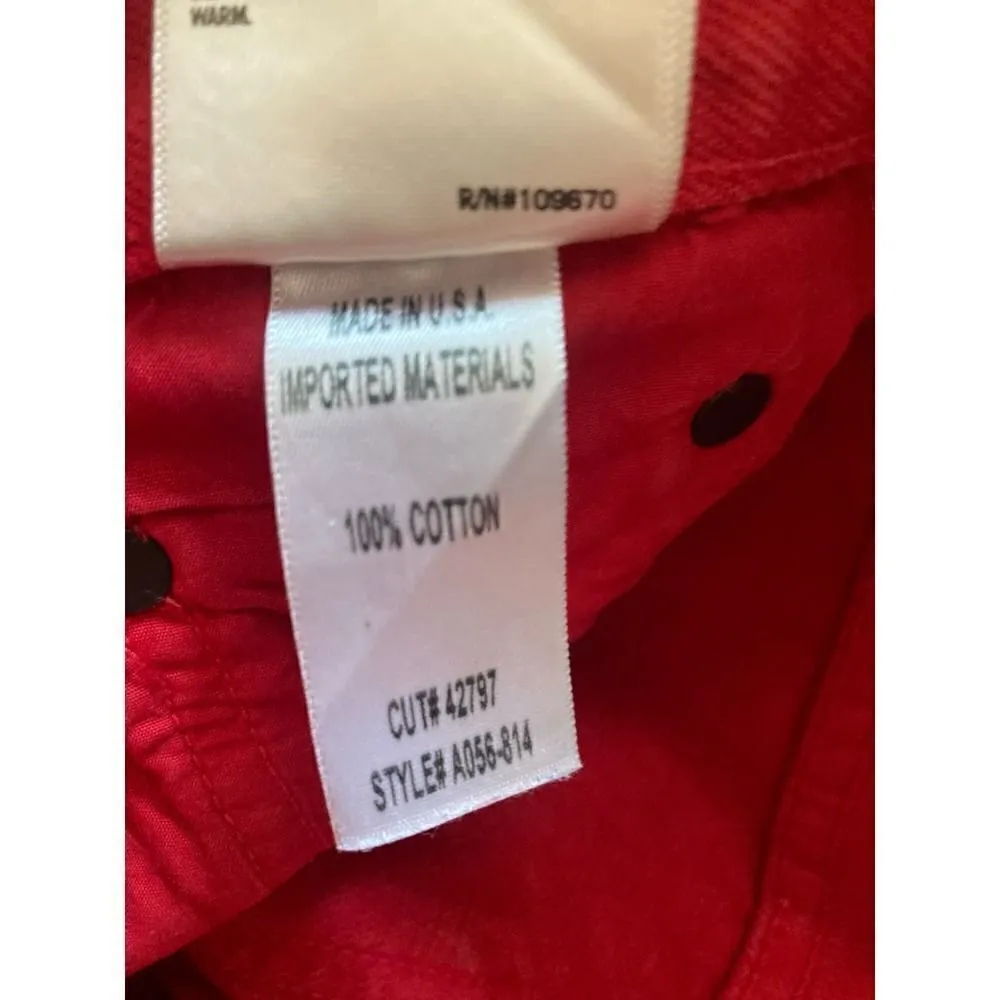 WARM.
R/N#109670
MADE IN U.S.A.
IMPORTED MATERIALS
100% COTTON
CUT# 42797
STYLE# A056-814